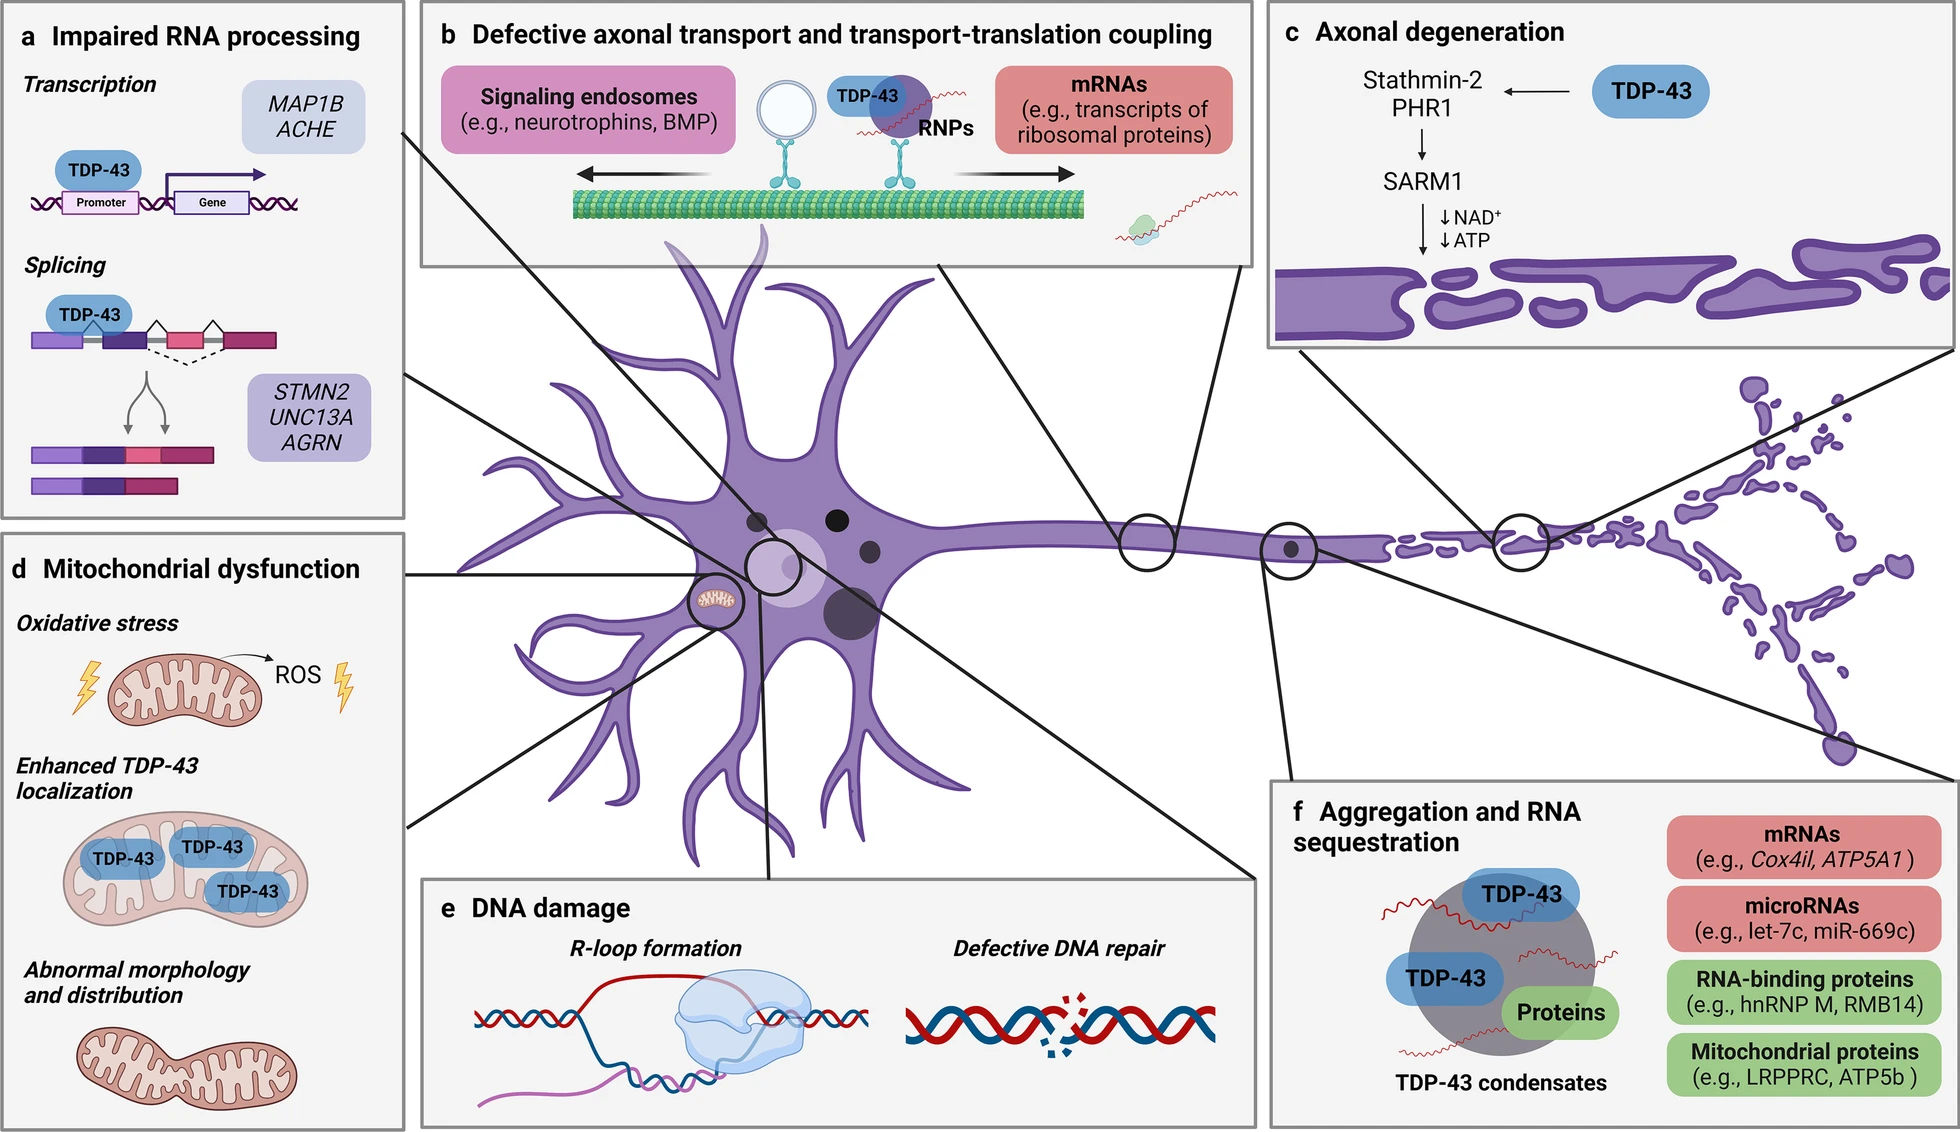 a Impaired RNA processing
Transcription
MAP1B
ACHE
TDP-43
Promoter
Gene
Splicing
TDP-43
STMN2
UNC13A
AGRN
b Defective axonal transport and transport-translation coupling
Signaling endosomes
(e.g., neurotrophins, BMP)
TDP-43
RNPs
mRNAs
(e.g., transcripts of
ribosomal proteins)
c Axonal degeneration
Stathmin-2
PHR1
TDP-43
SARM1
↓NAD⁺
↓ATP
d Mitochondrial dysfunction
Oxidative stress
ROS
Enhanced TDP-43
localization
TDP-43
TDP-43
TDP-43
Abnormal morphology
and distribution
e DNA damage
R-loop formation
Defective DNA repair
f Aggregation and RNA
sequestration
TDP-43
TDP-43
Proteins
TDP-43 condensates
mRNAs
(e.g., Cox4il, ATP5A1 )
microRNAs
(e.g., let-7c, miR-669c)
RNA-binding proteins
(e.g., hnRNP M, RMB14)
Mitochondrial proteins
(e.g., LRPPRC, ATP5b )